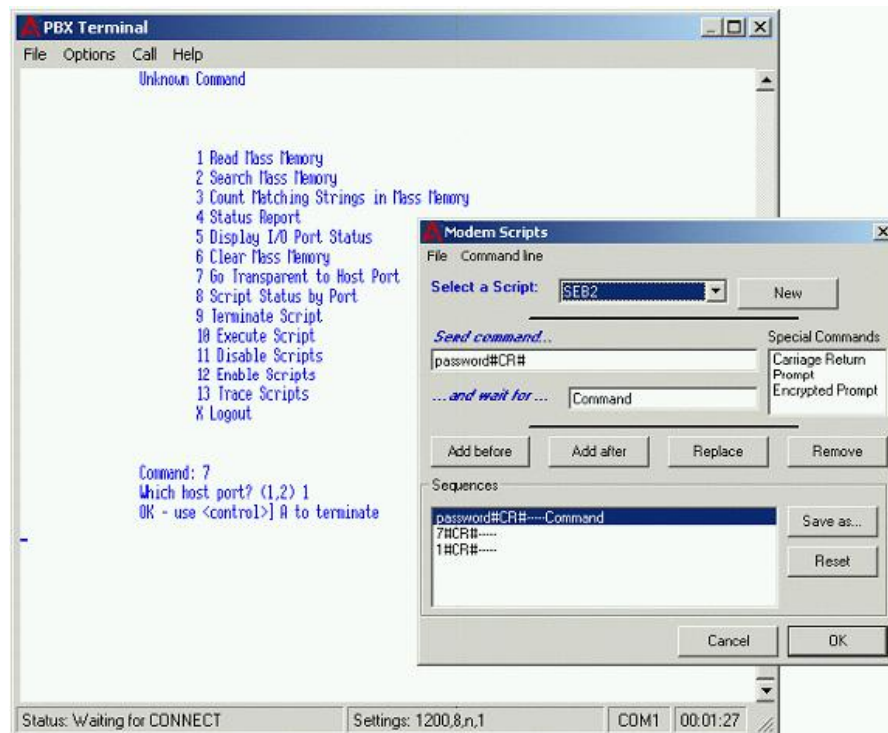 PBX Terminal
File Options Call Help
Unknown Command
1 Read Mass Memory
2 Search Mass Memory
3 Count Matching Strings in Mass Memory
4 Status Report
5 Display I/O Port Status
6 Clear Mass Memory
7 Go Transparent to Host Port
8 Script Status by Port
9 Terminate Script
10 Execute Script
11 Disable Scripts
12 Enable Scripts
13 Trace Scripts
X Logout
Command: 7
Which host port? (1,2) 1
OK - use <control>] A to terminate
Status: Waiting for CONNECT
Settings: 1200,8,n,1
COM1
00:01:27
Modem Scripts
File Command line
Select a Script:
SEB2
New
Send command...
password#CR#
...and wait for...
Command
Special Commands
Carriage Return
Prompt
Encrypted Prompt
Add before
Add after
Replace
Remove
Sequences
password#CR#-----Command
7#CR#-----
1#CR#-----
Save as...
Reset
Cancel
OK